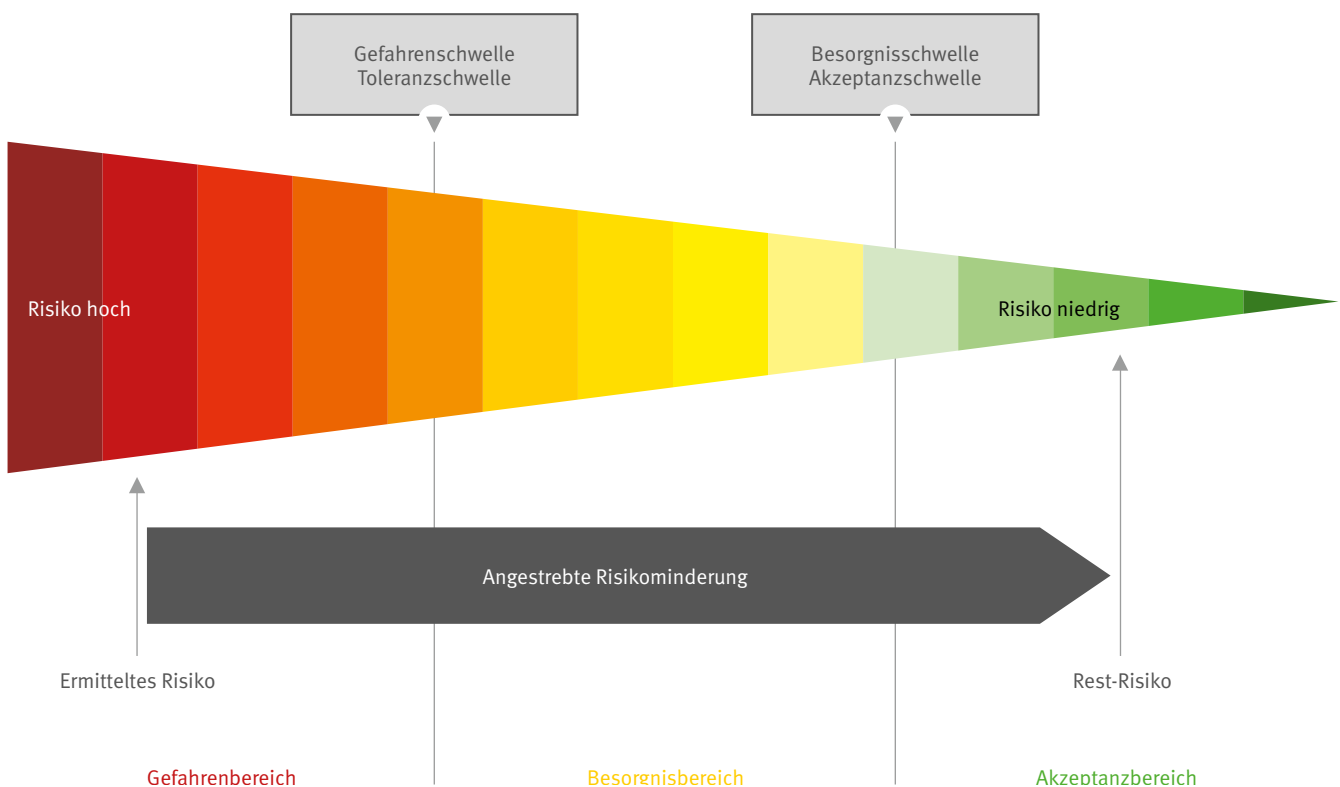 Gefahrenschwelle
Toleranzschwelle
Besorgnisschwelle
Akzeptanzschwelle
Risiko hoch
Risiko niedrig
Angestrebte Risikominderung
Ermitteltes Risiko
Rest-Risiko
Gefahrenbereich
Besorgnisbereich
Akzeptanzbereich